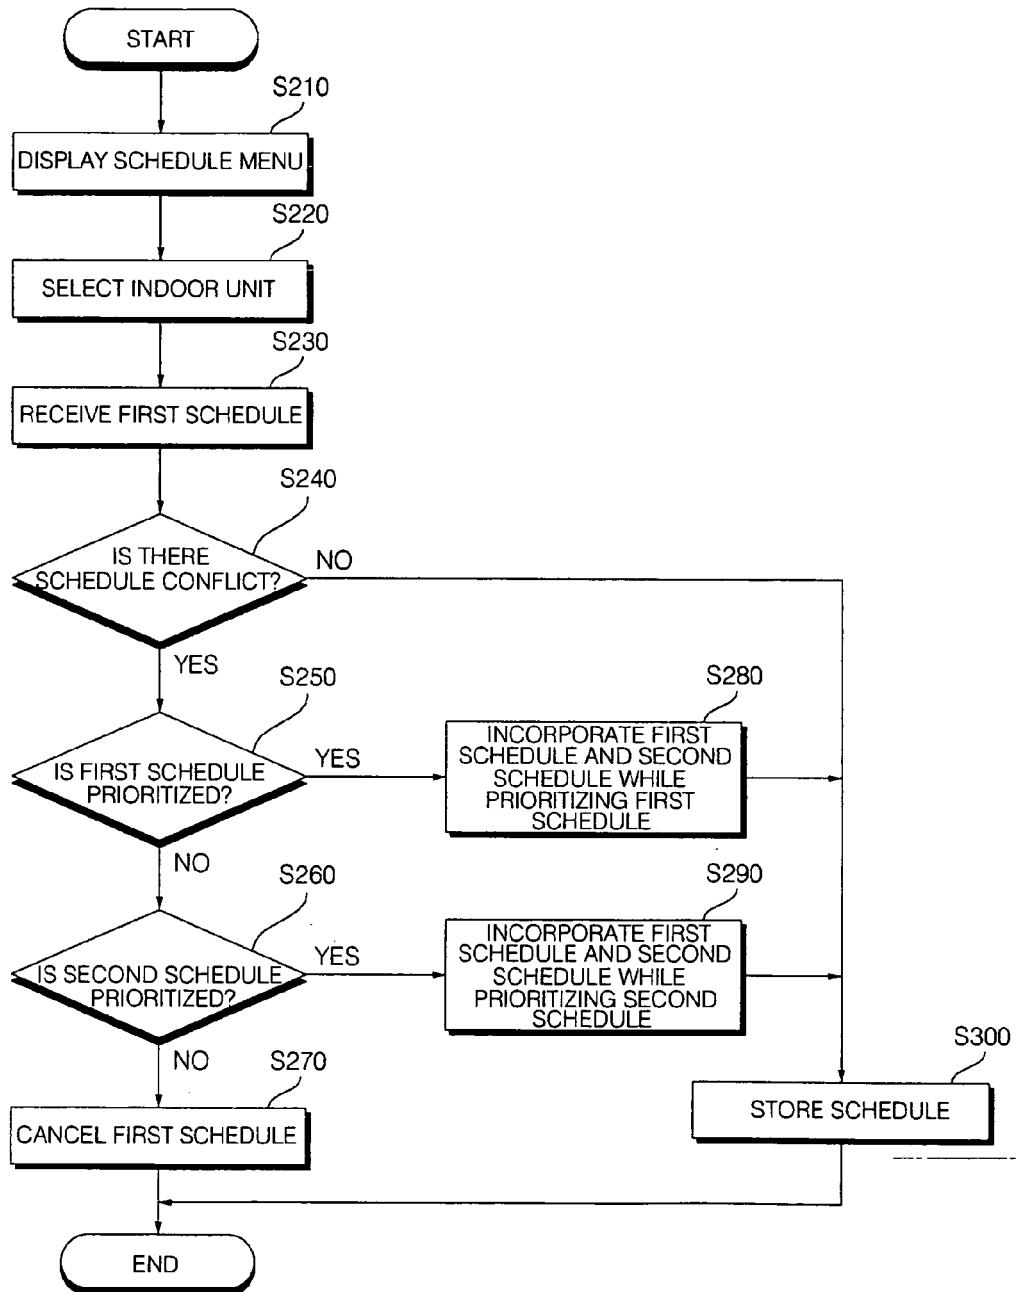 START
S210
DISPLAY SCHEDULE MENU
S220
SELECT INDOOR UNIT
S230
RECEIVE FIRST SCHEDULE
S240
IS THERE
SCHEDULE CONFLICT?
NO
YES
S250
IS FIRST SCHEDULE
PRIORITIZED?
YES
S280
INCORPORATE FIRST
SCHEDULE AND SECOND
SCHEDULE WHILE
PRIORITIZING FIRST
SCHEDULE
NO
S260
IS SECOND SCHEDULE
PRIORITIZED?
YES
S290
INCORPORATE FIRST
SCHEDULE AND SECOND
SCHEDULE WHILE
PRIORITIZING SECOND
SCHEDULE
NO
S270
CANCEL FIRST SCHEDULE
S300
STORE SCHEDULE
END